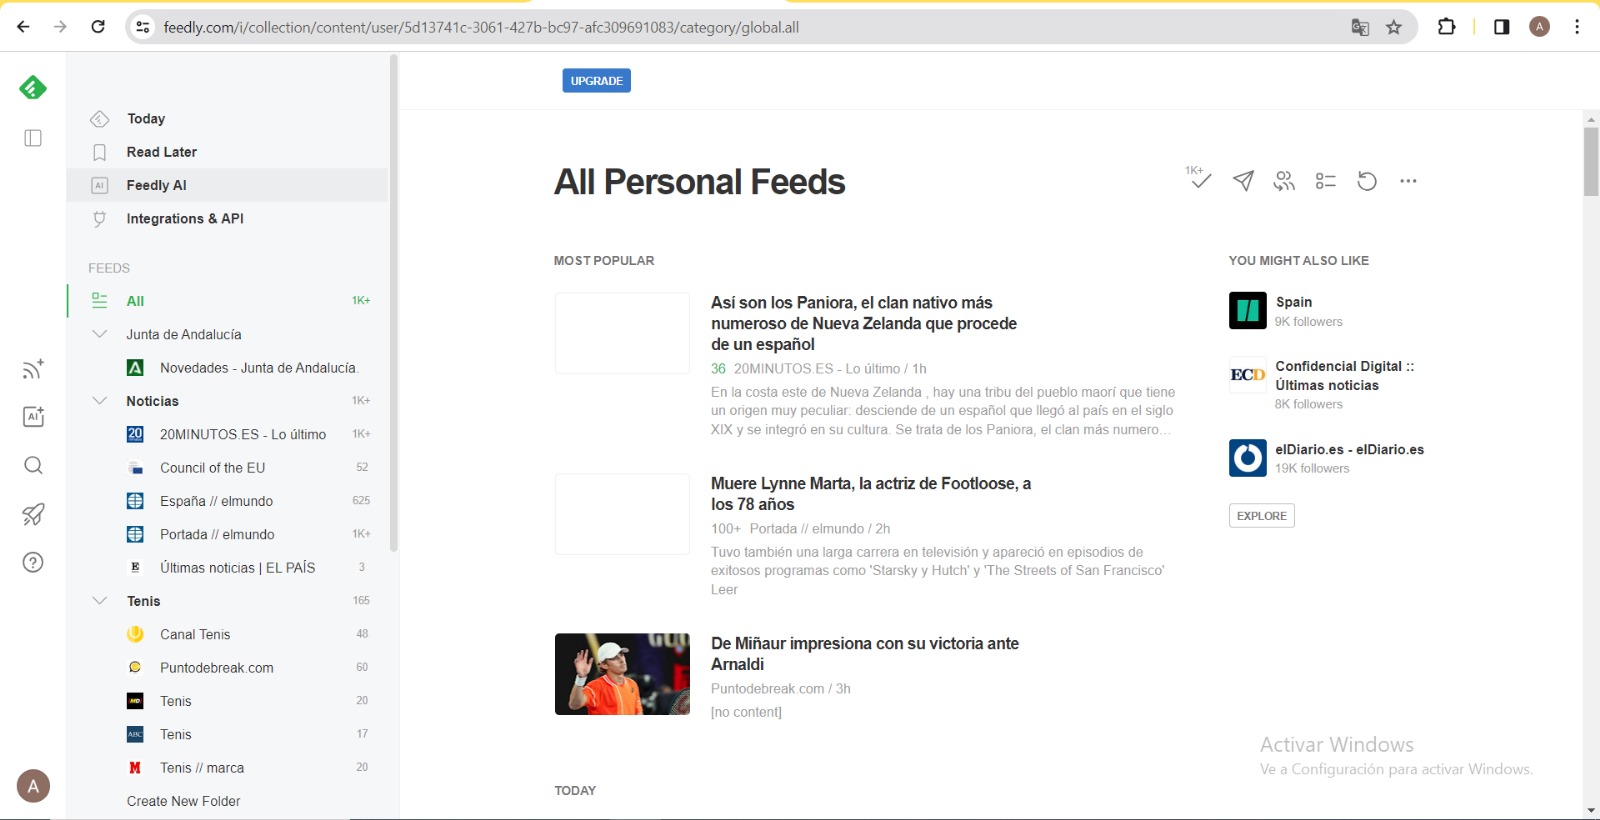 feedly.com/i/collection/content/user/5d13741c-3061-427b-bc97-afc309691083/category/global.all
A
UPGRADE
Today
Read Later
AI
Feedly AI
Integrations & API
FEEDS
All
1K+
Junta de Andalucía
Novedades - Junta de Andalucía.
Noticias
1K+
20
20MINUTOS.ES - Lo último
1K+
Council of the EU
52
España // elmundo
625
Portada // elmundo
1K+
E
Últimas noticias | EL PAÍS
3
Tenis
165
Canal Tenis
48
Puntodebreak.com
60
MD
Tenis
20
ABC
Tenis
17
M
Tenis // marca
20
Create New Folder
AI
A
All Personal Feeds
1K+
MOST POPULAR
Así son los Paniora, el clan nativo más
numeroso de Nueva Zelanda que procede
de un español
36 20MINUTOS.ES - Lo último / 1h
En la costa este de Nueva Zelanda , hay una tribu del pueblo maorí que tiene
un origen muy peculiar: desciende de un español que llegó al país en el siglo
XIX y se integró en su cultura. Se trata de los Paniora, el clan más numero...
Muere Lynne Marta, la actriz de Footloose, a
los 78 años
100+ Portada // elmundo / 2h
Tuvo también una larga carrera en televisión y apareció en episodios de
exitosos programas como 'Starsky y Hutch' y 'The Streets of San Francisco'
Leer
De Miñaur impresiona con su victoria ante
Arnaldi
Puntodebreak.com / 3h
[no content]
TODAY
YOU MIGHT ALSO LIKE
Spain
9K followers
ECD
Confidencial Digital ::
Últimas noticias
8K followers
elDiario.es - elDiario.es
19K followers
EXPLORE
Activar Windows
Ve a Configuración para activar Windows.